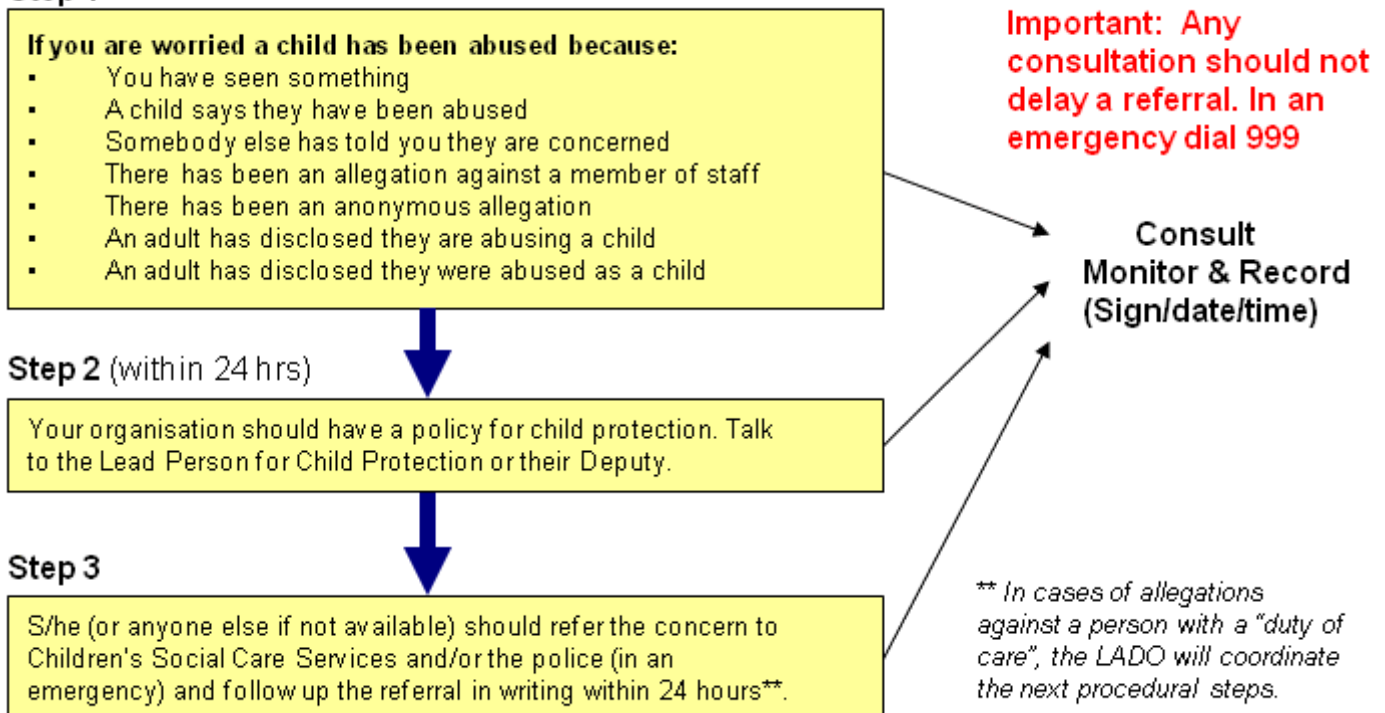 If you are worried a child has been abused because:
▪ You have seen something
▪ A child says they have been abused
▪ Somebody else has told you they are concerned
▪ There has been an allegation against a member of staff
▪ There has been an anonymous allegation
▪ An adult has disclosed they are abusing a child
▪ An adult has disclosed they were abused as a child
Important: Any
consultation should not
delay a referral. In an
emergency dial 999
Consult
Monitor & Record
(Sign/date/time)
Step 2 (within 24 hrs)
Your organisation should have a policy for child protection. Talk
to the Lead Person for Child Protection or their Deputy.
Step 3
S/he (or anyone else if not available) should refer the concern to
Children's Social Care Services and/or the police (in an
emergency) and follow up the referral in writing within 24 hours**.
** In cases of allegations
against a person with a "duty of
care", the LADO will coordinate
the next procedural steps.